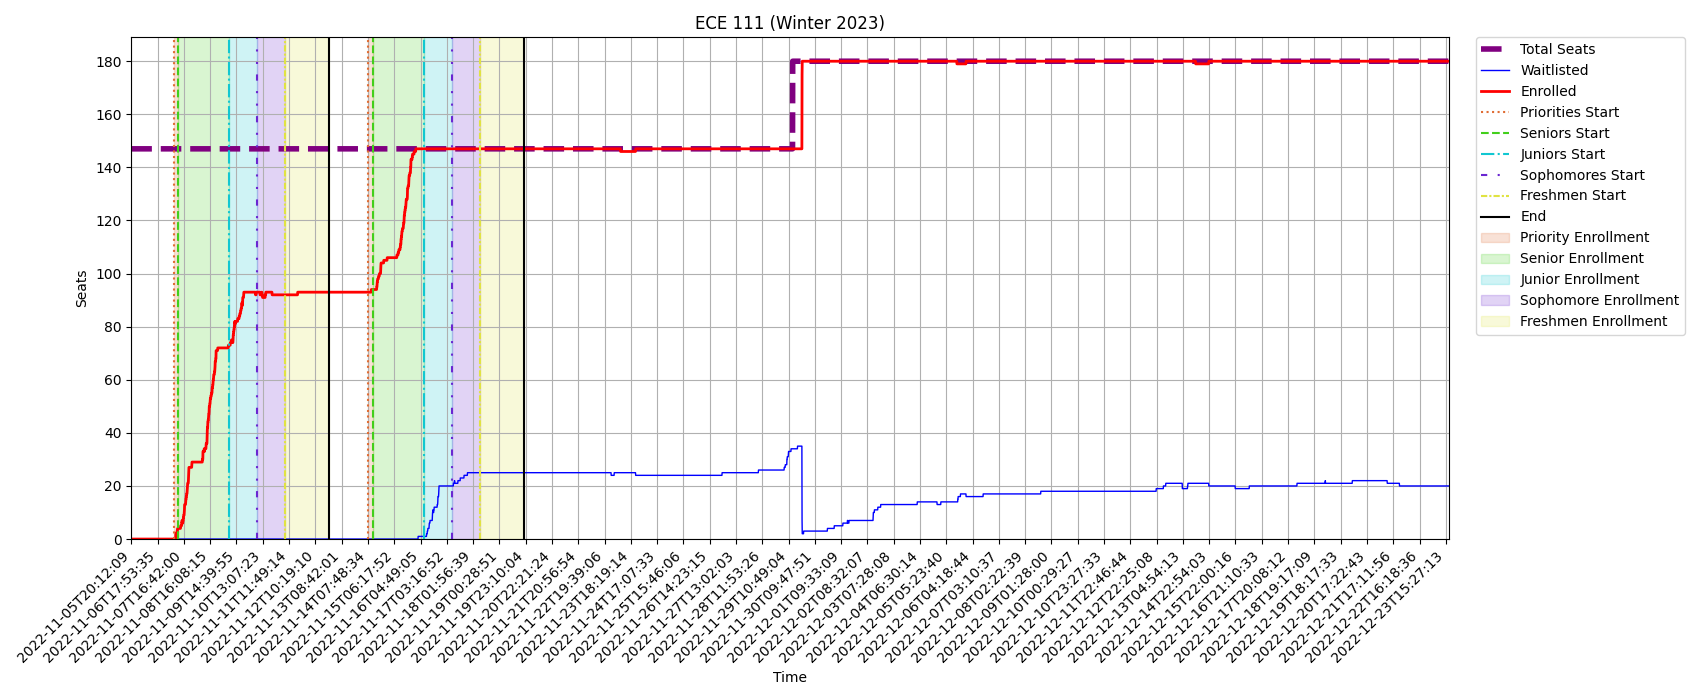 ECE 111 (Winter 2023)
180
160
140
120
100
80
60
40
20
0
Seats
2022-11-05T20:12:09
2022-11-06T17:53:35
2022-11-07T16:42:00
2022-11-08T16:08:15
2022-11-09T14:39:55
2022-11-10T13:07:23
2022-11-11T11:49:14
2022-11-12T10:19:10
2022-11-13T08:42:01
2022-11-14T07:48:34
2022-11-15T06:17:52
2022-11-16T04:49:05
2022-11-17T03:16:52
2022-11-18T01:56:39
2022-11-19T00:28:51
2022-11-19T23:10:04
2022-11-20T22:21:24
2022-11-21T20:56:54
2022-11-22T19:39:06
2022-11-23T18:19:14
2022-11-24T17:07:33
2022-11-25T15:46:06
2022-11-26T14:23:15
2022-11-27T13:02:03
2022-11-28T11:53:26
2022-11-29T10:49:04
2022-11-30T09:47:51
2022-12-01T09:33:09
2022-12-02T08:32:07
2022-12-03T07:28:08
2022-12-04T06:30:14
2022-12-05T05:23:40
2022-12-06T04:18:44
2022-12-07T03:10:37
2022-12-08T02:22:39
2022-12-09T01:28:00
2022-12-10T00:29:27
2022-12-10T23:27:33
2022-12-11T22:46:44
2022-12-12T22:25:08
2022-12-13T04:54:13
2022-12-14T22:54:03
2022-12-15T22:00:16
2022-12-16T21:10:33
2022-12-17T20:08:12
2022-12-18T19:17:09
2022-12-19T18:17:33
2022-12-20T17:22:43
2022-12-21T17:11:56
2022-12-22T16:18:36
2022-12-23T15:27:13
Time
Total Seats
Waitlisted
Enrolled
Priorities Start
Seniors Start
Juniors Start
Sophomores Start
Freshmen Start
End
Priority Enrollment
Senior Enrollment
Junior Enrollment
Sophomore Enrollment
Freshmen Enrollment